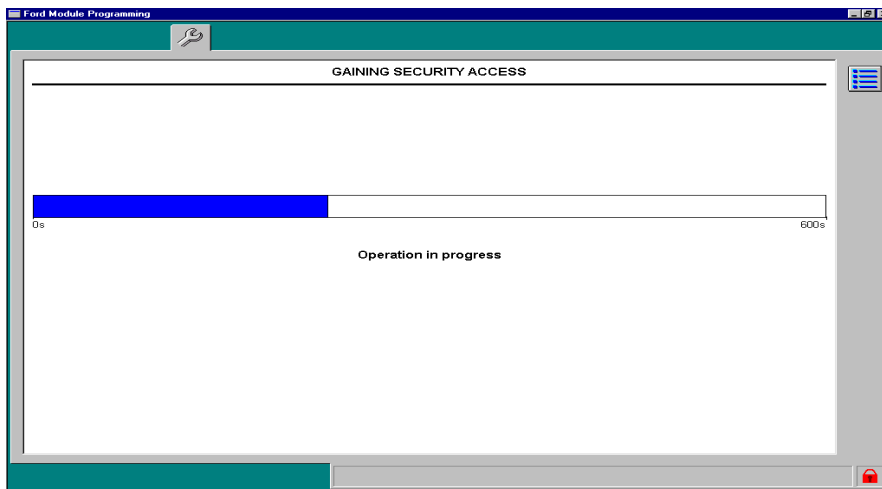 Ford Module Programming
GAINING SECURITY ACCESS
0s 600s
Operation in progress